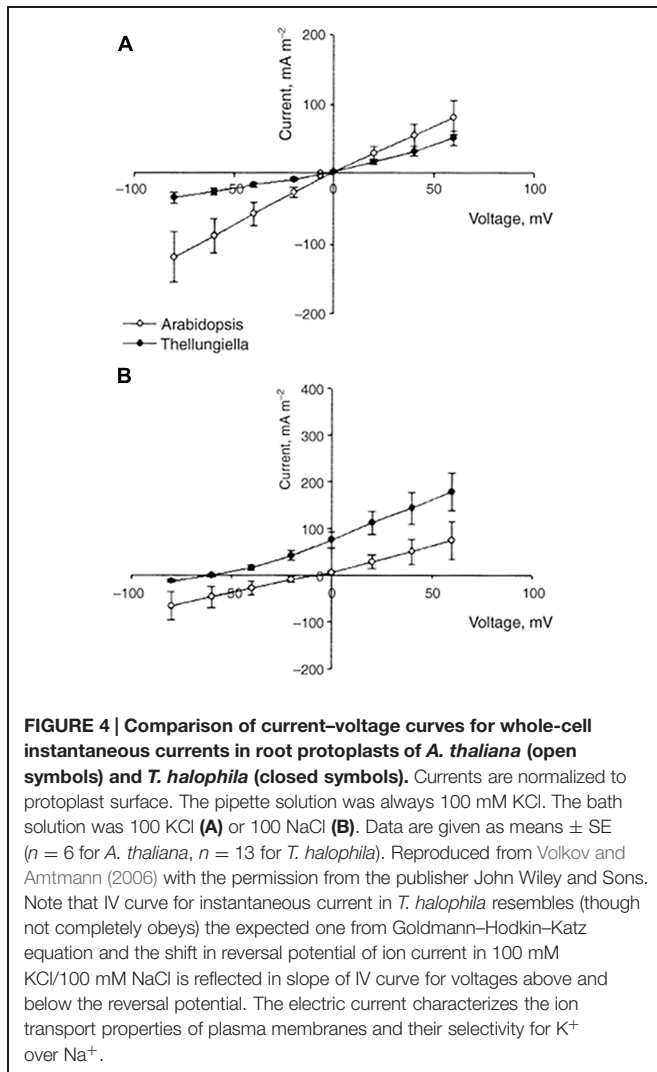 A
200
100
Current, mA m⁻²
−100
−50
0
50
100
Voltage, mV
−100
−200
Arabidopsis
Thellungiella
B
400
300
200
100
Current, mA m⁻²
−100
−50
0
50
100
Voltage, mV
−100
−200
FIGURE 4 | Comparison of current–voltage curves for whole-cell
instantaneous currents in root protoplasts of A. thaliana (open
symbols) and T. halophila (closed symbols). Currents are normalized to
protoplast surface. The pipette solution was always 100 mM KCl. The bath
solution was 100 KCl (A) or 100 NaCl (B). Data are given as means ± SE
(n = 6 for A. thaliana, n = 13 for T. halophila). Reproduced from Volkov and
Amtmann (2006) with the permission from the publisher John Wiley and Sons.
Note that IV curve for instantaneous current in T. halophila resembles (though
not completely obeys) the expected one from Goldmann–Hodkin–Katz
equation and the shift in reversal potential of ion current in 100 mM
KCl/100 mM NaCl is reflected in slope of IV curve for voltages above and
below the reversal potential. The electric current characterizes the ion
transport properties of plasma membranes and their selectivity for K⁺
over Na⁺.